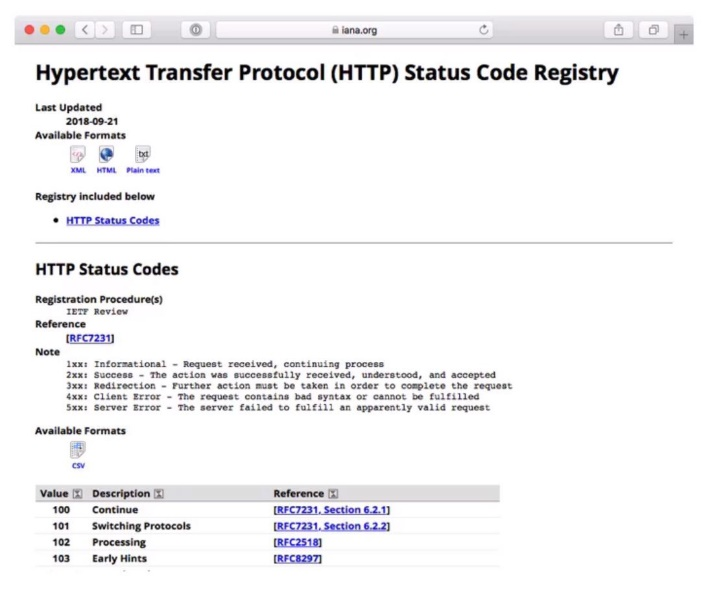 iana.org
Hypertext Transfer Protocol (HTTP) Status Code Registry
Last Updated
2018-09-21
Available Formats
XML HTML Plain text
Registry included below
• HTTP Status Codes
HTTP Status Codes
Registration Procedure(s)
IETF Review
Reference
[RFC7231]
Note
1xx: Informational - Request received, continuing process
2xx: Success - The action was successfully received, understood, and accepted
3xx: Redirection - Further action must be taken in order to complete the request
4xx: Client Error - The request contains bad syntax or cannot be fulfilled
5xx: Server Error - The server failed to fulfill an apparently valid request
Available Formats
CSV
Value Description Reference
100 Continue [RFC7231, Section 6.2.1]
101 Switching Protocols [RFC7231, Section 6.2.2]
102 Processing [RFC2518]
103 Early Hints [RFC8297]